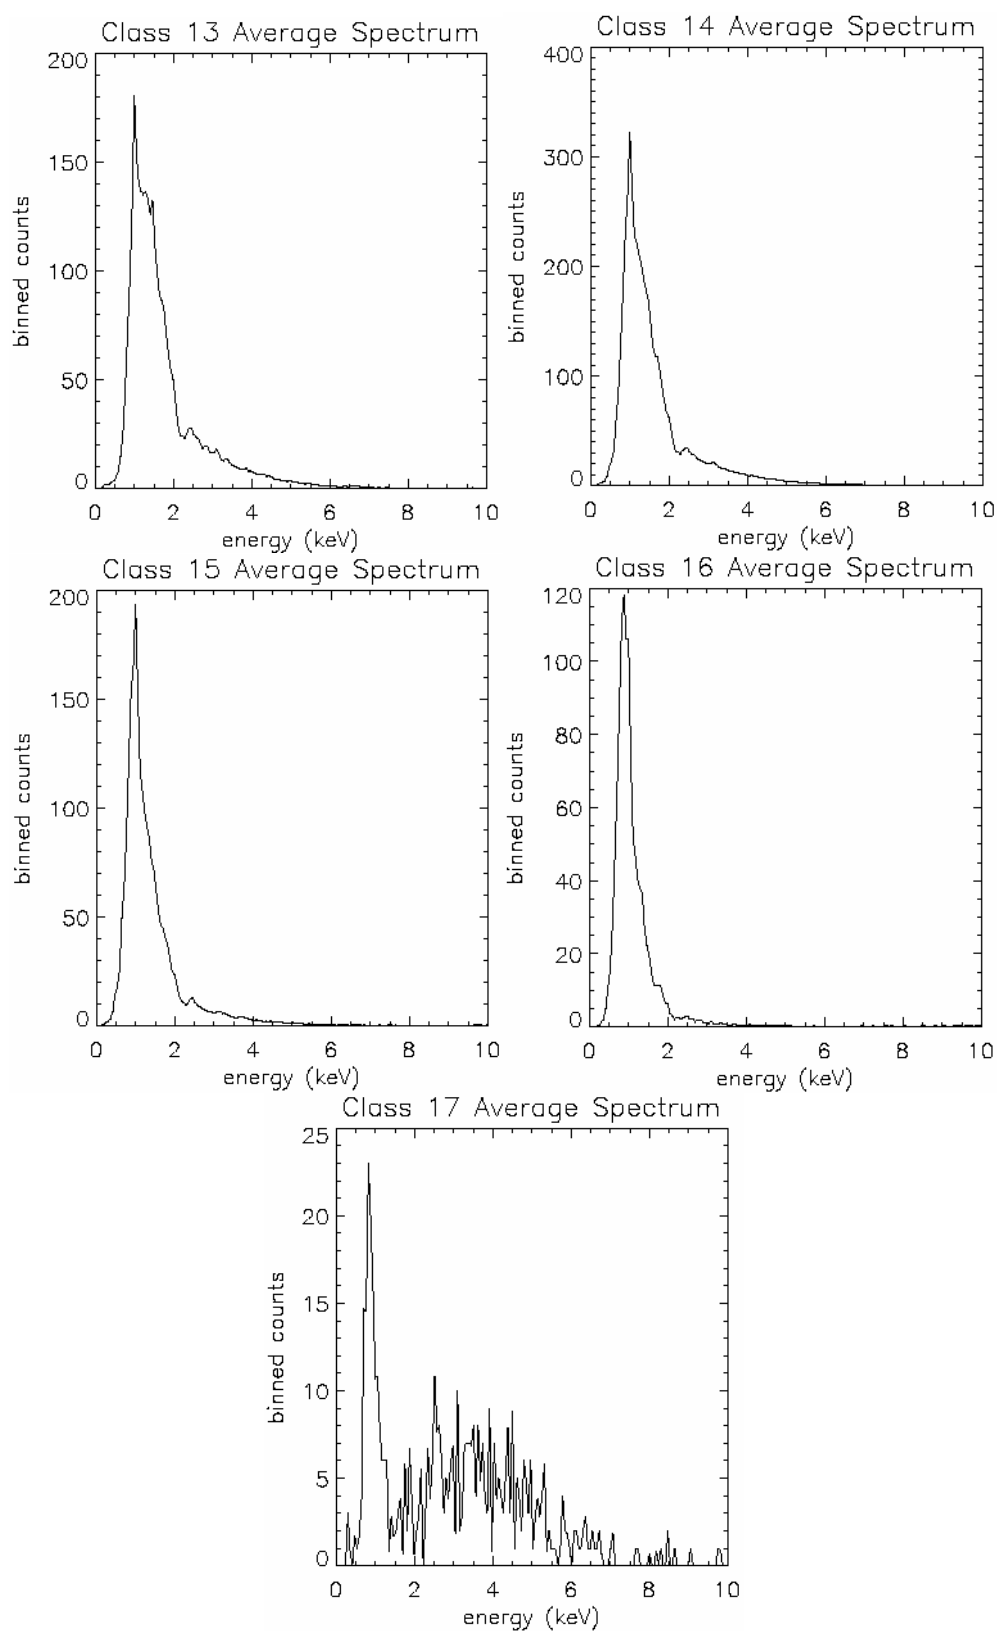 Class 13 Average Spectrum
200
150
100
50
0
binned counts
0 2 4 6 8 10
energy (keV)
Class 14 Average Spectrum
400
300
200
100
0
binned counts
0 2 4 6 8 10
energy (keV)
Class 15 Average Spectrum
200
150
100
50
0
binned counts
0 2 4 6 8 10
energy (keV)
Class 16 Average Spectrum
120
100
80
60
40
20
0
binned counts
0 2 4 6 8 10
energy (keV)
Class 17 Average Spectrum
25
20
15
10
5
0
binned counts
0 2 4 6 8 10
energy (keV)